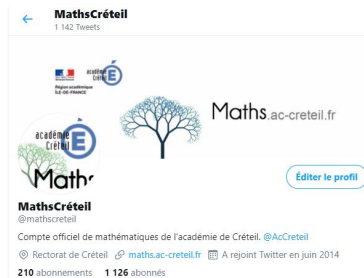 MathsCréteil
1 142 Tweets
académie
Créteil
É
Région académique
ÎLE-DE-FRANCE
Maths.ac-creteil.fr
académie
Créteil
É
Math
Éditer le profil
MathsCréteil
@mathscreteil
Compte officiel de mathématiques de l'académie de Créteil. @AcCreteil
Rectorat de Créteil maths.ac-creteil.fr A rejoint Twitter en juin 2014
210 abonnements 1 126 abonnés